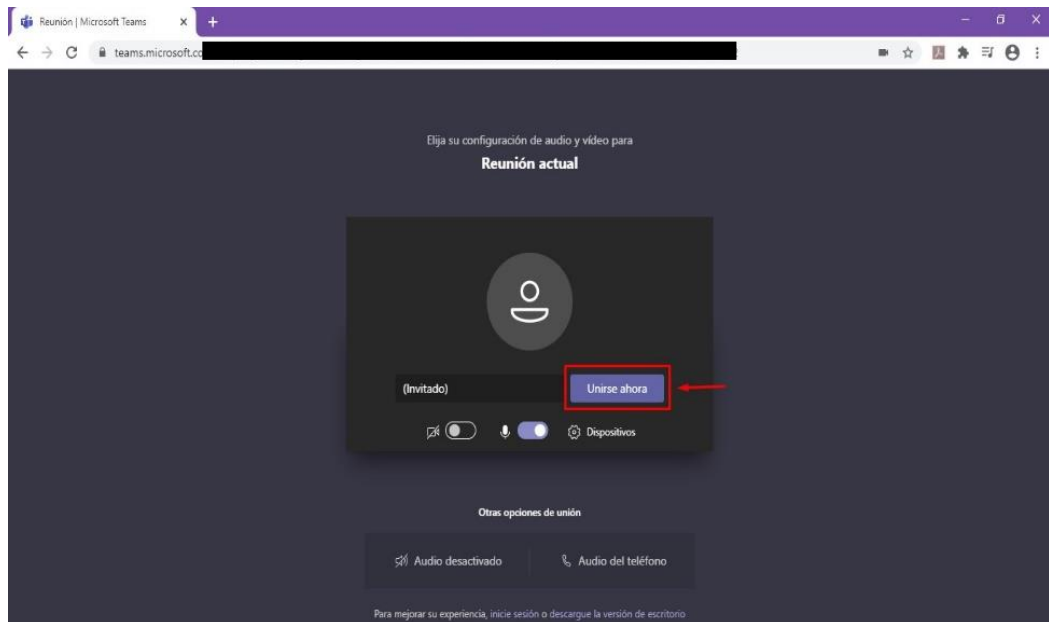 Reunión | Microsoft Teams
teams.microsoft.co
Elija su configuración de audio y vídeo para
Reunión actual
(Invitado)
Unirse ahora
Dispositivos
Otras opciones de unión
Audio desactivado
Audio del teléfono
Para mejorar su experiencia, inicie sesión o descargue la versión de escritorio